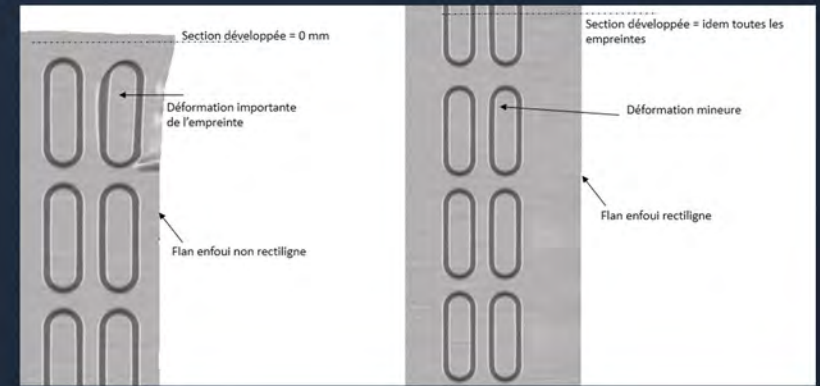 Section développée = 0 mm
Déformation importante
de l'empreinte
Flan enfoui non rectiligne
Section développée = idem toutes les
empreintes
Déformation mineure
Flan enfoui rectiligne